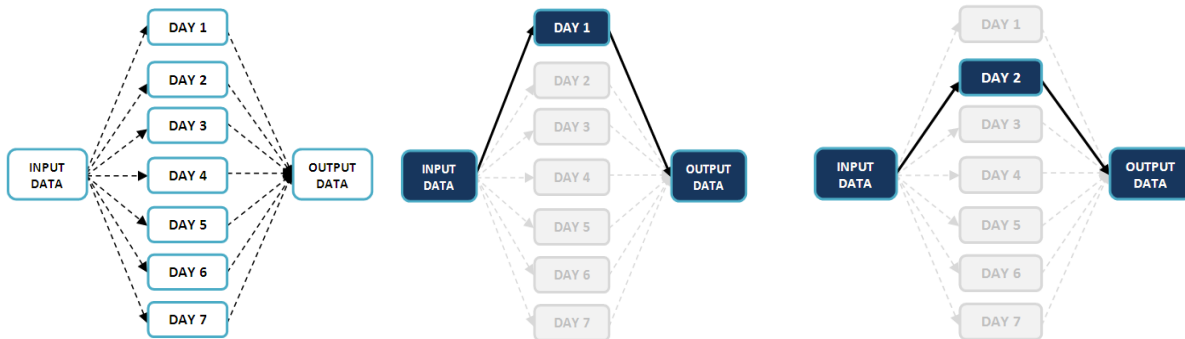 DAY 1
DAY 2
DAY 3
INPUT
DATA
DAY 4
OUTPUT
DATA
DAY 5
DAY 6
DAY 7
DAY 1
DAY 2
DAY 3
INPUT
DATA
DAY 4
OUTPUT
DATA
DAY 5
DAY 6
DAY 7
DAY 1
DAY 2
DAY 3
INPUT
DATA
DAY 4
OUTPUT
DATA
DAY 5
DAY 6
DAY 7